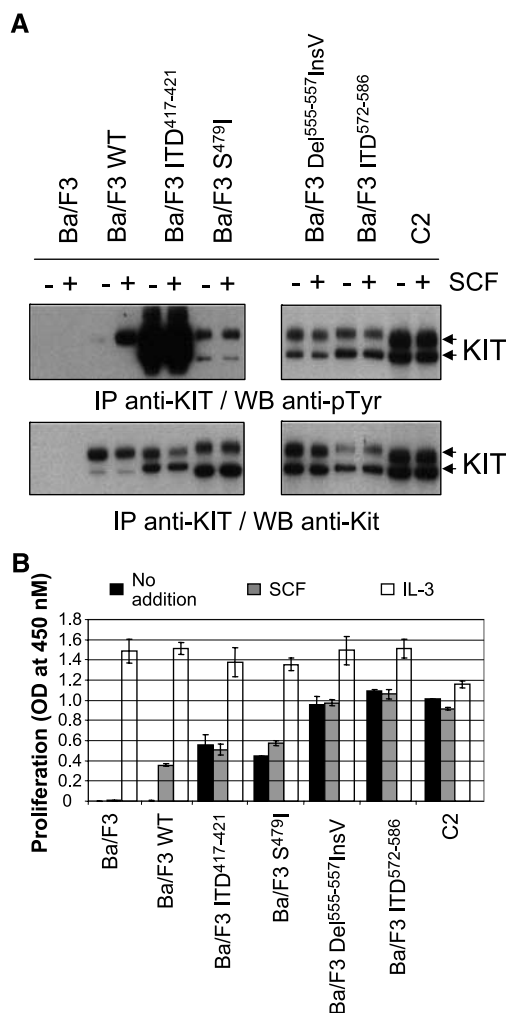 A
Ba/F3
Ba/F3 WT
Ba/F3 ITD417-421
Ba/F3 S479I
Ba/F3 Del555-557InsV
Ba/F3 ITD572-586
C2
- + - + - + - + - + - + - + SCF
KIT
IP anti-KIT / WB anti-pTyr
KIT
IP anti-KIT / WB anti-Kit
B
No addition
SCF
IL-3
Proliferation (OD at 450 nM)
1.8
1.6
1.4
1.2
1.0
0.8
0.6
0.4
0.2
0
Ba/F3
Ba/F3 WT
Ba/F3 ITD417-421
Ba/F3 S479I
Ba/F3 Del555-557InsV
Ba/F3 ITD572-586
C2